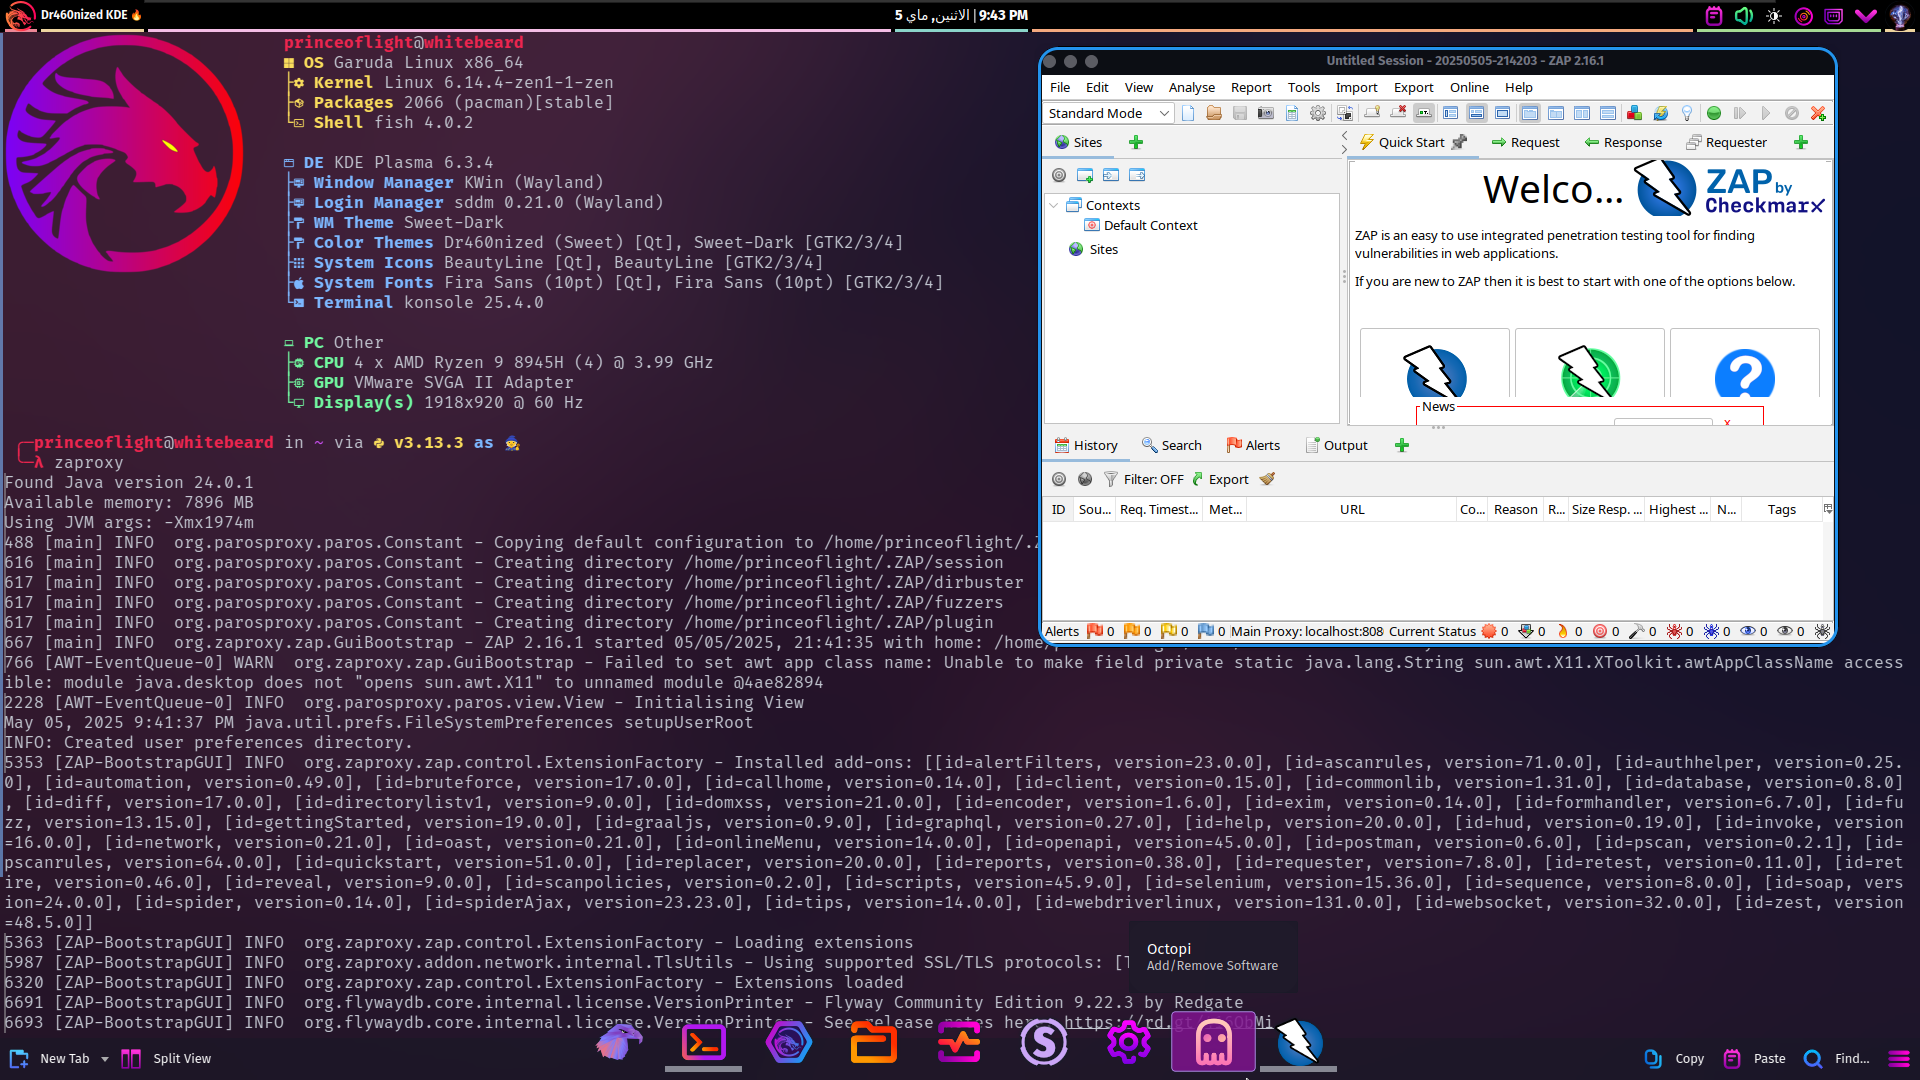 Dr460nized KDE 🔥
5 الاثنين, ماي | 9:43 PM
princeoflight@whitebeard
OS Garuda Linux x86_64
Kernel Linux 6.14.4-zen1-1-zen
Packages 2066 (pacman)[stable]
Shell fish 4.0.2
DE KDE Plasma 6.3.4
Window Manager KWin (Wayland)
Login Manager sddm 0.21.0 (Wayland)
WM Theme Sweet-Dark
Color Themes Dr460nized (Sweet) [Qt], Sweet-Dark [GTK2/3/4]
System Icons BeautyLine [Qt], BeautyLine [GTK2/3/4]
System Fonts Fira Sans (10pt) [Qt], Fira Sans (10pt) [GTK2/3/4]
Terminal konsole 25.4.0
PC Other
CPU 4 x AMD Ryzen 9 8945H (4) @ 3.99 GHz
GPU VMware SVGA II Adapter
Display(s) 1918x920 @ 60 Hz
princeoflight@whitebeard in ~ via v3.13.3 as
λ zaproxy
Found Java version 24.0.1
Available memory: 7896 MB
Using JVM args: -Xmx1974m
488 [main] INFO  org.parosproxy.paros.Constant - Copying default configuration to /home/princeoflight/.Z
616 [main] INFO  org.parosproxy.paros.Constant - Creating directory /home/princeoflight/.ZAP/session
617 [main] INFO  org.parosproxy.paros.Constant - Creating directory /home/princeoflight/.ZAP/dirbuster
617 [main] INFO  org.parosproxy.paros.Constant - Creating directory /home/princeoflight/.ZAP/fuzzers
617 [main] INFO  org.parosproxy.paros.Constant - Creating directory /home/princeoflight/.ZAP/plugin
667 [main] INFO  org.zaproxy.zap.GuiBootstrap - ZAP 2.16.1 started 05/05/2025, 21:41:35 with home:
766 [AWT-EventQueue-0] WARN  org.zaproxy.zap.GuiBootstrap - Failed to set awt app class name: Unable to make field private static java.lang.String sun.awt.X11.XToolkit.awtAppClassName access
ible: module java.desktop does not "opens sun.awt.X11" to unnamed module @4ae82894
2228 [AWT-EventQueue-0] INFO  org.parosproxy.paros.view.View - Initialising View
May 05, 2025 9:41:37 PM java.util.prefs.FileSystemPreferences setupUserRoot
INFO: Created user preferences directory.
5353 [ZAP-BootstrapGUI] INFO  org.zaproxy.zap.control.ExtensionFactory - Installed add-ons: [[id=alertFilters, version=23.0.0], [id=ascanrules, version=71.0.0], [id=authhelper, version=0.25.
0], [id=automation, version=0.49.0], [id=bruteforce, version=17.0.0], [id=callhome, version=0.14.0], [id=client, version=0.15.0], [id=commonlib, version=1.31.0], [id=database, version=0.8.0]
, [id=diff, version=17.0.0], [id=directorylistv1, version=9.0.0], [id=domxss, version=21.0.0], [id=encoder, version=1.6.0], [id=exim, version=0.14.0], [id=formhandler, version=6.7.0], [id=fu
zz, version=13.15.0], [id=gettingStarted, version=19.0.0], [id=graaljs, version=0.9.0], [id=graphql, version=0.27.0], [id=help, version=20.0.0], [id=hud, version=0.19.0], [id=invoke, version
=16.0.0], [id=network, version=0.21.0], [id=oast, version=0.21.0], [id=onlineMenu, version=14.0.0], [id=openapi, version=45.0.0], [id=postman, version=0.6.0], [id=pscan, version=0.2.1], [id=
pscanrules, version=64.0.0], [id=quickstart, version=51.0.0], [id=replacer, version=20.0.0], [id=reports, version=0.38.0], [id=requester, version=7.8.0], [id=retest, version=0.11.0], [id=ret
ire, version=0.46.0], [id=reveal, version=9.0.0], [id=scanpolicies, version=0.2.0], [id=scripts, version=45.9.0], [id=selenium, version=15.36.0], [id=sequence, version=8.0.0], [id=soap, vers
ion=24.0.0], [id=spider, version=0.14.0], [id=spiderAjax, version=23.23.0], [id=tips, version=14.0.0], [id=webdriverlinux, version=131.0.0], [id=websocket, version=32.0.0], [id=zest, version
=48.5.0]]
5363 [ZAP-BootstrapGUI] INFO  org.zaproxy.zap.control.ExtensionFactory - Loading extensions
5987 [ZAP-BootstrapGUI] INFO  org.zaproxy.addon.network.internal.TlsUtils - Using supported SSL/TLS protocols: [T
6320 [ZAP-BootstrapGUI] INFO  org.zaproxy.zap.control.ExtensionFactory - Extensions loaded
6691 [ZAP-BootstrapGUI] INFO  org.flywaydb.core.internal.license.VersionPrinter - Flyway Community Edition 9.22.3 by Redgate
6693 [ZAP-BootstrapGUI] INFO  org.flywaydb.core.internal.license.VersionPrinter - See release notes here:
Untitled Session - 20250505-214203 - ZAP 2.16.1
File Edit View Analyse Report Tools Import Export Online Help
Standard Mode
Sites
Quick Start Request Response Requester
Contexts
Default Context
Sites
Welco...
ZAP by
Checkmarx
ZAP is an easy to use integrated penetration testing tool for finding
vulnerabilities in web applications.
If you are new to ZAP then it is best to start with one of the options below.
News
X
History Search Alerts Output
Filter: OFF Export
ID Sou... Req. Timest... Met... URL Co... Reason R... Size Resp. ... Highest ... N... Tags
Alerts 0 0 0 0 Main Proxy: localhost:808 Current Status 0 0 0 0 0 0 0 0 0
Octopi
Add/Remove Software
New Tab Split View
Copy Paste Find...